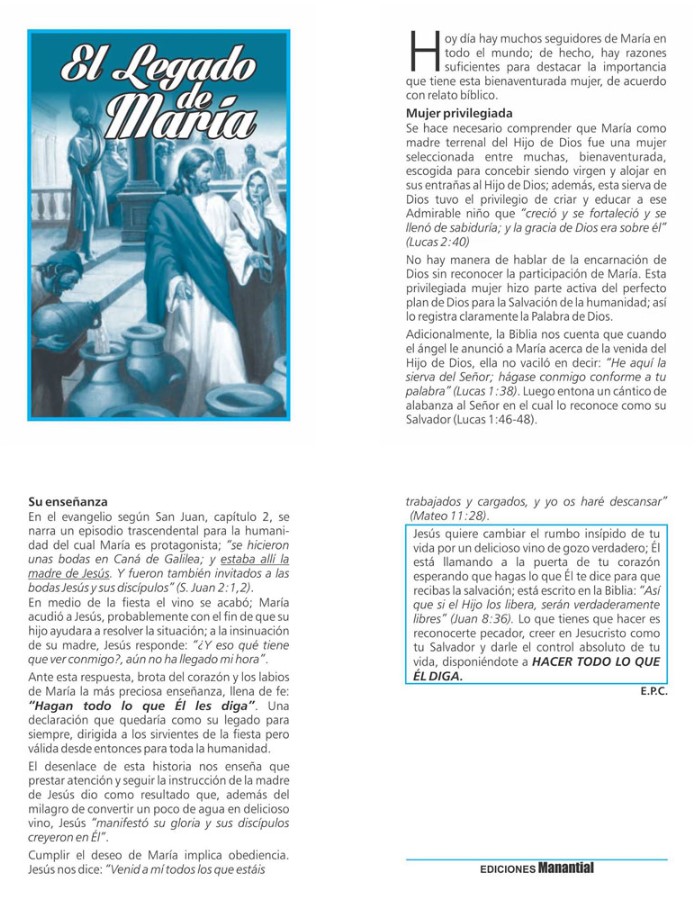 El Legado
de
María
Hoy día hay muchos seguidores de María en
todo el mundo; de hecho, hay razones
suficientes para destacar la importancia
que tiene esta bienaventurada mujer, de acuerdo
con relato bíblico.
Mujer privilegiada
Se hace necesario comprender que María como
madre terrenal del Hijo de Dios fue una mujer
seleccionada entre muchas, bienaventurada,
escogida para concebir siendo virgen y alojar en
sus entrañas al Hijo de Dios; además, esta sierva de
Dios tuvo el privilegio de criar y educar a ese
Admirable niño que “creció y se fortaleció y se
llenó de sabiduría; y la gracia de Dios era sobre él”
(Lucas 2:40)
No hay manera de hablar de la encarnación de
Dios sin reconocer la participación de María. Esta
privilegiada mujer hizo parte activa del perfecto
plan de Dios para la Salvación de la humanidad; así
lo registra claramente la Palabra de Dios.
Adicionalmente, la Biblia nos cuenta que cuando
el ángel le anunció a María acerca de la venida del
Hijo de Dios, ella no vaciló en decir: “He aquí la
sierva del Señor; hágase conmigo conforme a tu
palabra” (Lucas 1:38). Luego entona un cántico de
alabanza al Señor en el cual lo reconoce como su
Salvador (Lucas 1:46-48).
Su enseñanza
En el evangelio según San Juan, capítulo 2, se
narra un episodio trascendental para la humani-
dad del cual María es protagonista; “se hicieron
unas bodas en Caná de Galilea; y estaba allí la
madre de Jesús. Y fueron también invitados a las
bodas Jesús y sus discípulos” (S. Juan 2:1,2).
En medio de la fiesta el vino se acabó; María
acudió a Jesús, probablemente con el fin de que su
hijo ayudara a resolver la situación; a la insinuación
de su madre, Jesús responde: “¿Y eso qué tiene
que ver conmigo?, aún no ha llegado mi hora”.
Ante esta respuesta, brota del corazón y los labios
de María la más preciosa enseñanza, llena de fe:
“Hagan todo lo que Él les diga”. Una
declaración que quedaría como su legado para
siempre, dirigida a los sirvientes de la fiesta pero
válida desde entonces para toda la humanidad.
El desenlace de esta historia nos enseña que
prestar atención y seguir la instrucción de la madre
de Jesús dio como resultado que, además del
milagro de convertir un poco de agua en delicioso
vino, Jesús “manifestó su gloria y sus discípulos
creyeron en Él”.
Cumplir el deseo de María implica obediencia.
Jesús nos dice: “Venid a mí todos los que estáis
trabajados y cargados, y yo os haré descansar”
(Mateo 11:28).
Jesús quiere cambiar el rumbo insípido de tu
vida por un delicioso vino de gozo verdadero; Él
está llamando a la puerta de tu corazón
esperando que hagas lo que Él te dice para que
recibas la salvación; está escrito en la Biblia: “Así
que si el Hijo los libera, serán verdaderamente
libres” (Juan 8:36). Lo que tienes que hacer es
reconocerte pecador, creer en Jesucristo como
tu Salvador y darle el control absoluto de tu
vida, disponiéndote a HACER TODO LO QUE
ÉL DIGA.
E.P.C.
EDICIONES Manantial